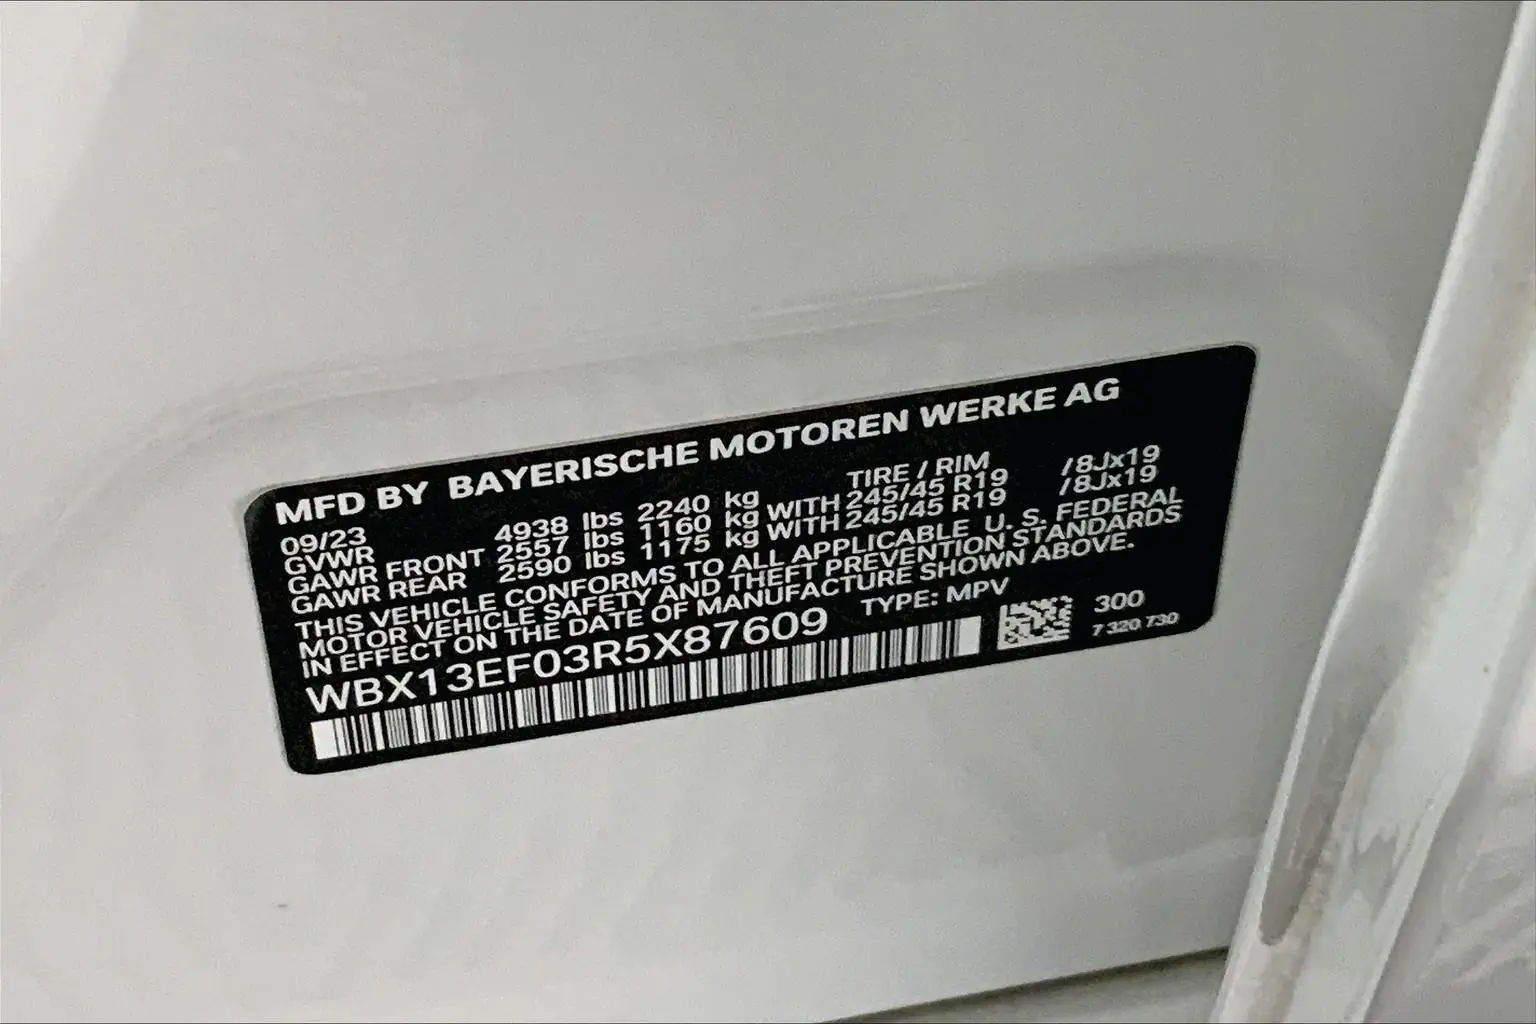 MFD BY BAYERISCHE MOTOREN WERKE AG
09/23 TIRE / RIM
GVWR 4938 lbs 2240 kg
GAWR FRONT 2557 lbs 1160 kg WITH 245/45 R19 /8Jx19
GAWR REAR 2590 lbs 1175 kg WITH 245/45 R19 /8Jx19
THIS VEHICLE CONFORMS TO ALL APPLICABLE U. S. FEDERAL
MOTOR VEHICLE SAFETY AND THEFT PREVENTION STANDARDS
IN EFFECT ON THE DATE OF MANUFACTURE SHOWN ABOVE.
WBX13EF03R5X87609 TYPE: MPV
300
7 320 730